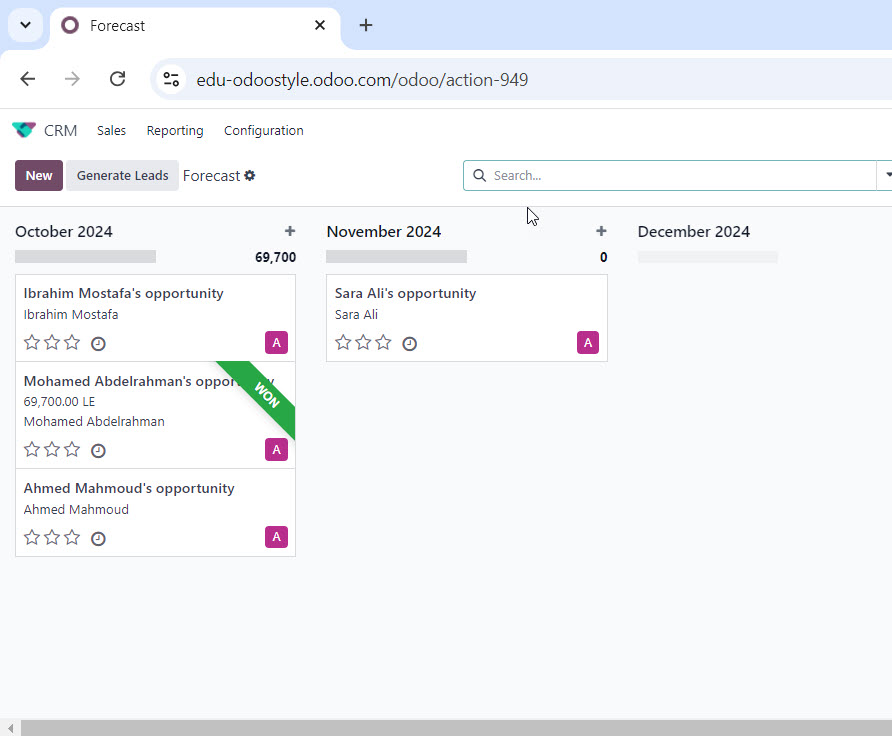 Forecast
edu-odoostyle.odoo.com/odoo/action-949
CRM Sales Reporting Configuration
New Generate Leads Forecast Search...
October 2024
69,700
Ibrahim Mostafa's opportunity
Ibrahim Mostafa
A
Mohamed Abdelrahman's
WON
69,700.00 LE
Mohamed Abdelrahman
A
Ahmed Mahmoud's opportunity
Ahmed Mahmoud
A
November 2024
0
Sara Ali's opportunity
Sara Ali
A
December 2024